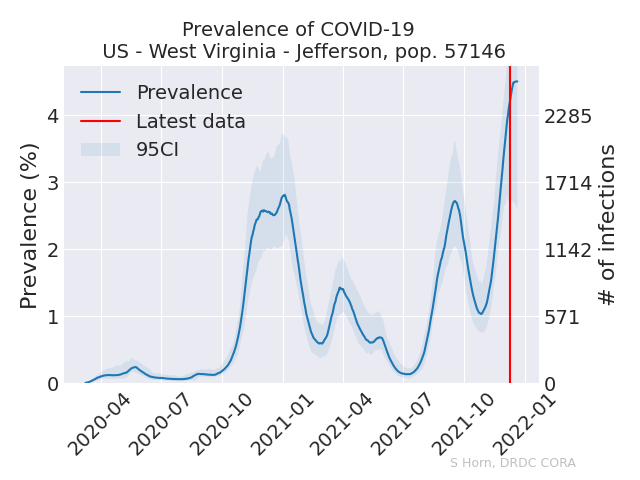 Prevalence of COVID-19
US - West Virginia - Jefferson, pop. 57146
Prevalence
Latest data
95CI
Prevalence (%)
4
3
2
1
0
2285
1714
1142
571
0
# of infections
2020-04
2020-07
2020-10
2021-01
2021-04
2021-07
2021-10
2022-01
S Horn, DRDC CORA